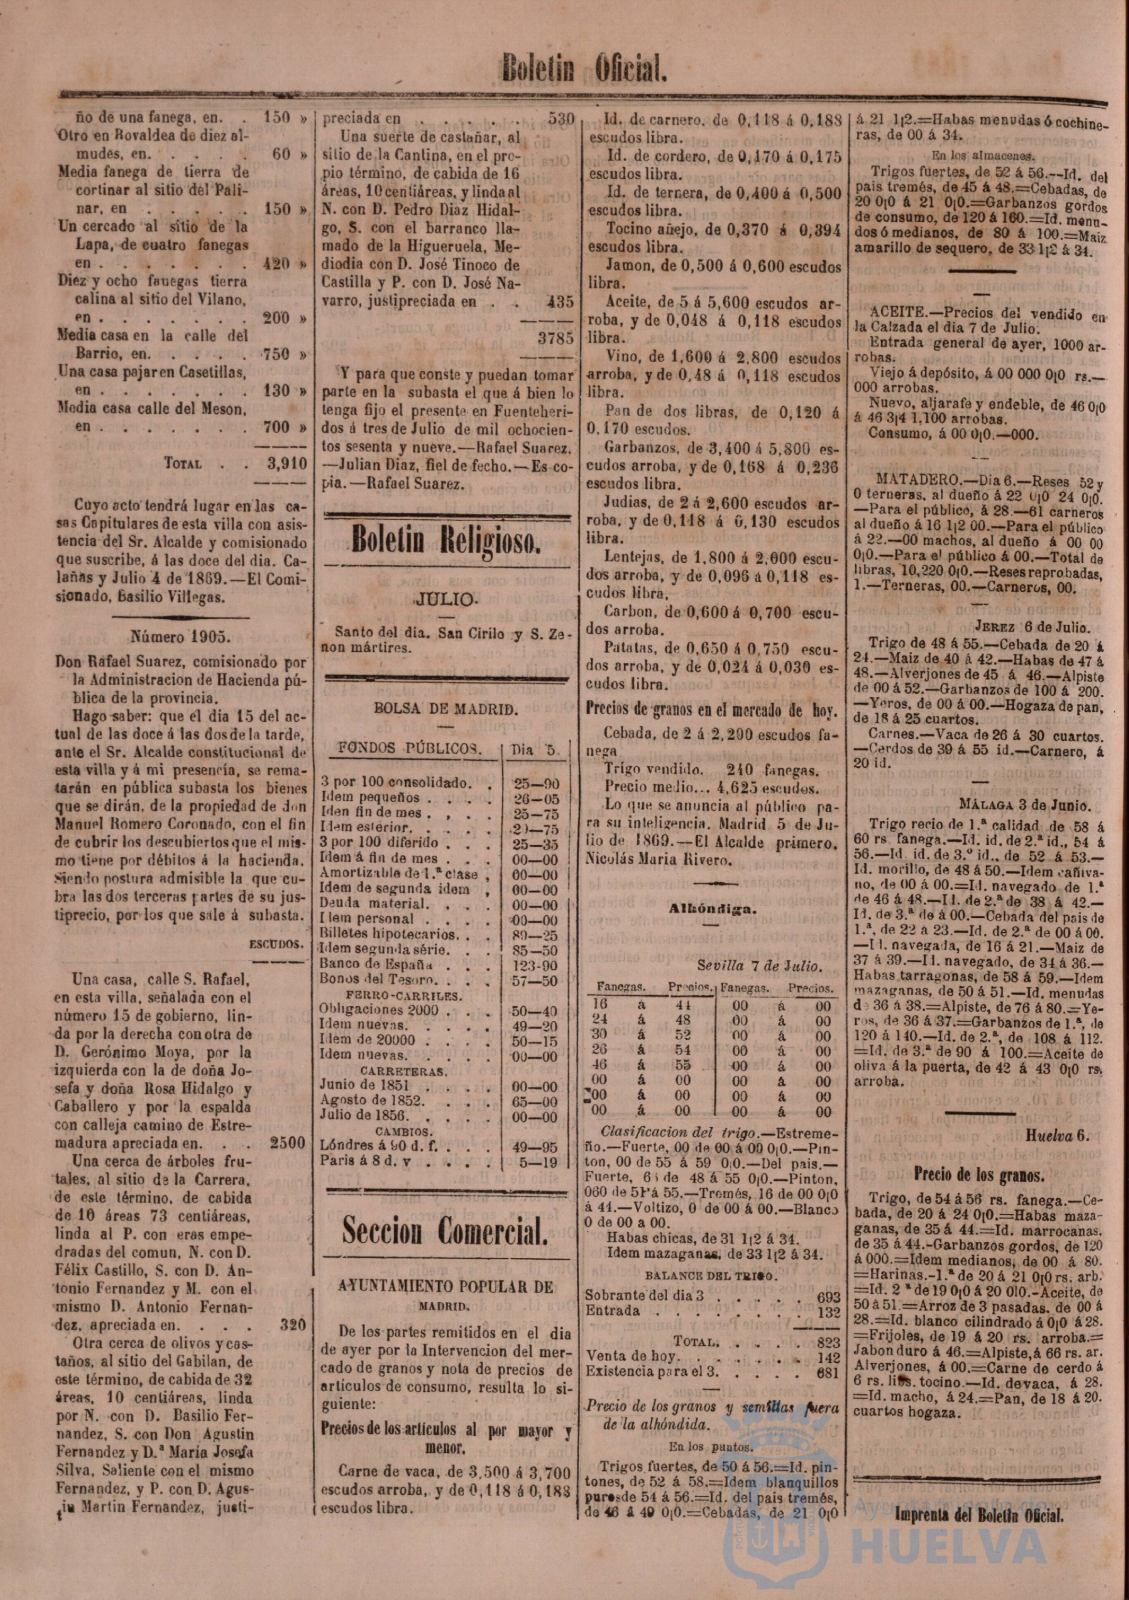 Boletin Oficial.
ño de una fanega, en. . 150 »
Otro en Rovaldea de diez al-
mudes, en. . . . . 60 »
Media fanega de tierra de
cortinar al sitio del Pali-
nar, en . . . . . 150 »
Un cercado al sitio de la
Lapa, de cuatro fanegas
en . . . . . . . 420 »
Diez y ocho fanegas tierra
calina al sitio del Vilano,
en . . . . . . . 200 »
Media casa en la calle del
Barrio, en. . . . . 750 »
Una casa pajar en Casetillas,
en . . . . . . . 130 »
Media casa calle del Meson,
en . . . . . . . 700 »
TOTAL . . 3,910
Cuyo acto tendrá lugar en las ca-
sas Capitulares de esta villa con asis-
tencia del Sr. Alcalde y comisionado
que suscribe, á las doce del dia. Ca-
lañas y Julio 4 de 1869.—El Comi-
sionado, Basilio Villegas.
Número 1905.
Don Rafael Suarez, comisionado por
la Administracion de Hacienda pú-
blica de la provincia.
Hago saber: que el dia 15 del ac-
tual de las doce á las dos de la tarde,
ante el Sr. Alcalde constitucional de
esta villa y á mi presencia, se rema-
tarán en pública subasta los bienes
que se dirán, de la propiedad de don
Manuel Romero Coronado, con el fin
de cubrir los descubiertos que el mis-
mo tiene por débitos á la hacienda.
Siendo postura admisible la que cu-
bra las dos terceras partes de su jus-
tiprecio, por los que sale á subasta.
ESCUDOS.
Una casa, calle S. Rafael,
en esta villa, señalada con el
número 15 de gobierno, lin-
da por la derecha con otra de
D. Gerónimo Moya, por la
izquierda con la de doña Jo-
sefa y doña Rosa Hidalgo y
Caballero y por la espalda
con calleja camino de Estre-
madura apreciada en. . . 2500
Una cerca de árboles fru-
tales, al sitio de la Carrera,
de este término, de cabida
de 10 áreas 73 centiáreas,
linda al P. con eras empe-
dradas del comun, N. con D.
Félix Castillo, S. con D. An-
tonio Fernandez y M. con el
mismo D. Antonio Fernan-
dez, apreciada en. . . . 320
Otra cerca de olivos y cas-
taños, al sitio del Gabilan, de
este término, de cabida de 32
áreas, 10 centiáreas, linda
por N. con D. Basilio Fer-
nandez, S. con Don Agustin
Fernandez y D.ª María Josefa
Silva, Saliente con el mismo
Fernandez, y P. con D. Agus-
tin Martin Fernandez, justi-
preciada en . . . . . 530
Una suerte de castañar, al
sitio de la Cantina, en el pro-
pio término, de cabida de 16
áreas, 10 centiáreas, y linda al
N. con D. Pedro Diaz Hidal-
go, S. con el barranco lla-
mado de la Higueruela, Me-
diodia con D. José Tinoco de
Castilla y P. con D. José Na-
varro, justipreciada en . . 435
3785
Y para que conste y puedan tomar
parte en la subasta el que á bien lo
tenga fijo el presente en Fuenteheri-
dos á tres de Julio de mil ochocien-
tos sesenta y nueve.—Rafael Suarez.
—Julian Diaz, fiel de fecho.—Es co-
pia.—Rafael Suarez.
Boletin Religioso.
JULIO.
Santo del dia. San Cirilo y S. Ze-
non mártires.
BOLSA DE MADRID.
FONDOS PÚBLICOS. Dia 5.
3 por 100 consolidado. . 25—90
Idem pequeños . . . . 26—05
Iden fin de mes . . . . 25—75
Idem esterior. . . . . —75
3 por 100 diferido . . . 25—35
Idem á fin de mes . . . 00—00
Amortizable de 1.ª clase , 00—00
Idem de segunda idem , 00—00
Deuda material. . . . 00—00
Idem personal . . . . 00—00
Billetes hipotecarios. . . 89—25
Idem segunda série. . . 85—50
Banco de España . . . 123-90
Bonos del Tesoro. . . . 57—50
FERRO-CARRILES.
Obligaciones 2000 . . . 50—40
Idem nuevas. . . . . 49—20
Idem de 20000 . . . . 50—15
Idem nuevas. . . . . 00—00
CARRETERAS.
Junio de 1851 . . . . 00—00
Agosto de 1852. . . . 65—00
Julio de 1856. . . . . 00—00
CAMBIOS.
Lóndres á 90 d. f. . . . 49—95
Paris á 8 d. v . . . . 5—19
Seccion Comercial.
AYUNTAMIENTO POPULAR DE
MADRID.
De los partes remitidos en el dia
de ayer por la Intervencion del mer-
cado de granos y nota de precios de
articulos de consumo, resulta lo si-
guiente:
Precios de los artículos al por mayor y
menor.
Carne de vaca, de 3,500 á 3,700
escudos arroba, y de 0,118 á 0,188
escudos libra.
Id. de carnero, de 0,118 á 0,188
escudos libra.
Id. de cordero, de 0,170 á 0,175
escudos libra.
Id. de ternera, de 0,400 á 0,500
escudos libra.
Tocino añejo, de 0,370 á 0,394
escudos libra.
Jamon, de 0,500 á 0,600 escudos
libra.
Aceite, de 5 á 5,600 escudos ar-
roba, y de 0,048 á 0,118 escudos
libra.
Vino, de 1,600 á 2,800 escudos
arroba, y de 0,48 á 0,118 escudos
libra.
Pan de dos libras, de 0,120 á
0,170 escudos.
Garbanzos, de 3,400 á 5,800 es-
cudos arroba, y de 0,168 á 0,236
escudos libra.
Judias, de 2 á 2,600 escudos ar-
roba, y de 0,118 á 0,130 escudos
libra.
Lentejas, de 1,800 á 2,600 escu-
dos arroba, y de 0,096 á 0,118 es-
cudos libra.
Carbon, de 0,600 á 0,700 escu-
dos arroba.
Patatas, de 0,650 á 0,750 escu-
dos arroba, y de 0,024 á 0,030 es-
cudos libra.
Precios de granos en el mercado de hoy.
Cebada, de 2 á 2,290 escudos fa-
nega
Trigo vendido. 240 fanegas.
Precio medio... 4,625 escudos.
Lo que se anuncia al público pa-
ra su inteligencia. Madrid 5 de Ju-
lio de 1869.—El Alcalde primero,
Nicolás Maria Rivero.
Alhóndiga.
Sevilla 7 de Julio.
Fanegas. Precios. Fanegas. Precios.
16 á 44 00 á 00
24 á 48 00 á 00
30 á 52 00 á 00
26 á 54 00 á 00
46 á 55 00 á 00
00 á 00 00 á 00
00 á 00 00 á 00
00 á 00 00 á 00
Clasificacion del trigo.—Estreme-
ño.—Fuerte, 00 de 00 á 00 0¡0.—Pin-
ton, 00 de 55 á 59 0¡0.—Del pais.—
Fuerte, de 48 á 55 0¡0.—Pinton,
060 de á 55.—Tremés, 16 de 00 0¡0
á 44.—Voltizo, 0 de 00 á 00.—Blanco
0 de 00 a 00.
Habas chicas, de 31 1¡2 á 34.
Idem mazaganas, de 33 1¡2 á 34.
BALANCE DEL TRIGO.
Sobrante del dia 3 . . . . . 693
Entrada . . . . . . . 132
TOTAL. . . . . 823
Venta de hoy. . . . . . . 142
Existencia para el 3. . . . . 681
Precio de los granos y semillas fuera
de la alhóndida.
En los puntos.
Trigos fuertes, de 50 á 56.=Id. pin-
tones, de 52 á 58.=Idem blanquillos
puros de 54 á 56.=Id. del pais tremés,
de 46 á 49 0¡0.=Cebadas, de 21 0¡0
á 21 1¡2.=Habas menudas ó cochine-
ras, de 00 á 34.
En los almacenes.
Trigos fuertes, de 52 á 56.--Id. del
pais tremés, de 45 á 48.=Cebadas, de
20 0¡0 á 21 0¡0.=Garbanzos gordos
de consumo, de 120 á 160.=Id. menu-
dos ó medianos, de 80 á 100.=Maiz
amarillo de sequero, de 33 1¡2 á 34.
ACEITE.—Precios del vendido en
la Calzada el dia 7 de Julio.
Entrada general de ayer, 1000 ar-
robas.
Viejo á depósito, á 00 000 0¡0 rs.—
000 arrobas.
Nuevo, aljarafe y endeble, de 46 0¡0
á 46 3¡4 1,100 arrobas.
Consumo, á 00 0¡0.—000.
MATADERO.—Dia 6.—Reses 52 y
0 terneras, al dueño á 22 0¡0 24 0¡0.
—Para el público, á 28.—61 carneros
al dueño á 16 1¡2 00.—Para el público
á 22.—00 machos, al dueño á 00 00
0¡0.—Para el público á 00.—Total de
libras, 10,220 0¡0.—Reses reprobadas,
1.—Terneras, 00.—Carneros, 00.
JEREZ 6 de Julio.
Trigo de 48 á 55.—Cebada de 20 á
24.—Maiz de 40 á 42.—Habas de 47 á
48.—Alverjones de 45 á 46.—Alpiste
de 00 á 52.—Garbanzos de 100 á 200.
—Yeros, de 00 á 00.—Hogaza de pan,
de 18 á 25 cuartos.
Carnes.—Vaca de 26 á 30 cuartos.
—Cerdos de 39 á 55 id.—Carnero, á
20 id.
MÁLAGA 3 de Junio.
Trigo recio de 1.ª calidad de 58 á
60 rs. fanega.—Id. id. de 2.ª id., 54 á
56.—Id. id. de 3.ª id., de 52 á 53.—
Id. morillo, de 48 á 50.—Idem cañiva-
no, de 00 á 00.=Id. navegado de 1.ª
de 46 á 48.—Id. de 2.ª de 38 á 42.—
Id. de 3.ª de á 00.—Cebada del pais de
1.ª, de 22 á 23.—Id. de 2.ª de 00 á 00.
—Id. navegada, de 16 á 21.—Maiz de
37 á 39.—Id. navegado, de 34 á 36.—
Habas tarragonas, de 58 á 59.—Idem
mazaganas, de 50 á 51.—Id. menudas
de 36 á 38.—Alpiste, de 76 á 80.—Ye-
ros, de 36 á 37.=Garbanzos de 1.ª, de
120 á 140.—Id. de 2.ª, de 108 á 112.
=Id. de 3.ª de 90 á 100.=Aceite de
oliva á la puerta, de 42 á 43 0¡0 rs.
arroba.
Huelva 6.
Precio de los granos.
Trigo, de 54 á 56 rs. fanega.—Ce-
bada, de 20 á 24 0¡0.=Habas maza-
ganas, de 35 á 44.=Id. marrocanas,
de 35 á 44.-Garbanzos gordos, de 120
á 000.=Idem medianos, de 00 á 80.
=Harinas.-1.ª de 20 á 21 0¡0 rs. arb.
=Id. 2 ª de 19 0¡0 á 20 0¡0.-Aceite, de
50 á 51.=Arroz de 3 pasadas, de 00 á
28.=Id. blanco cilindrado á 0¡0 á 28.
=Frijoles, de 19 á 20 rs. arroba.=
Jabon duro á 46.=Alpiste, á 66 rs. ar.
Alverjones, á 00.=Carne de cerdo á
6 rs. libs. tocino.—Id. de vaca, á 28.
=Id. macho, á 24.=Pan, de 18 á 20.
cuartos hogaza.
Imprenta del Boletin Oficial.
HUELVA